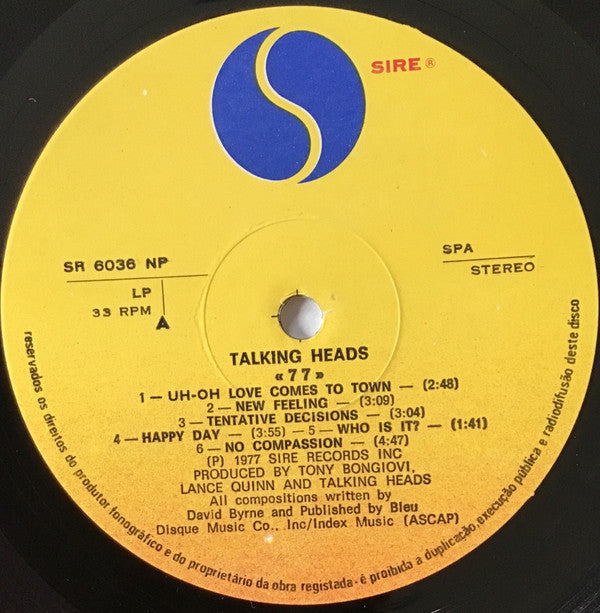 SIRE ®
SR 6036 NP
SPA
STEREO
LP
33 RPM
A
TALKING HEADS
«77»
1 — UH-OH LOVE COMES TO TOWN — (2:48)
2 — NEW FEELING — (3:09)
3 — TENTATIVE DECISIONS — (3:04)
4 — HAPPY DAY — (3:55) — 5 — WHO IS IT? — (1:41)
6 — NO COMPASSION — (4:47)
(P) 1977 SIRE RECORDS INC
PRODUCED BY TONY BONGIOVI,
LANCE QUINN AND TALKING HEADS
All compositions written by
David Byrne and Published by Bleu
Disque Music Co.. Inc/Index Music (ASCAP)
reservados os direitos do produtor fonográfico e do proprietário da obra registada - é proibida a duplicação, execução pública e radiodifusão deste disco